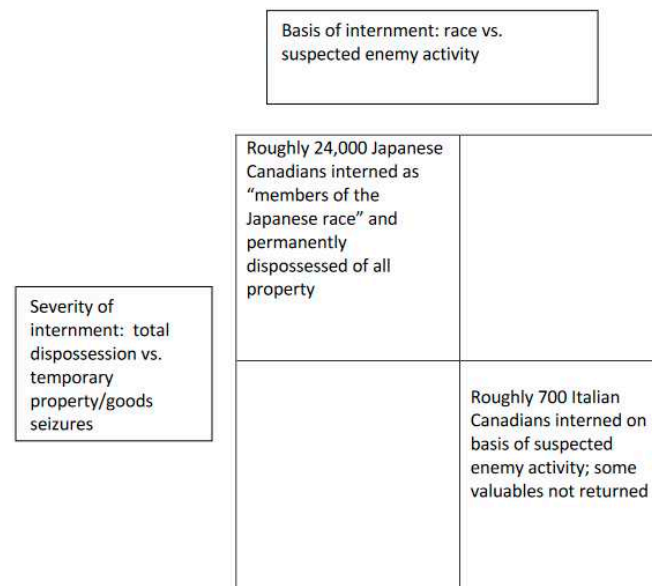 Basis of internment: race vs.
suspected enemy activity
Roughly 24,000 Japanese
Canadians interned as
“members of the
Japanese race” and
permanently
dispossessed of all
property
Severity of
internment:  total
dispossession vs.
temporary
property/goods
seizures
Roughly 700 Italian
Canadians interned on
basis of suspected
enemy activity; some
valuables not returned